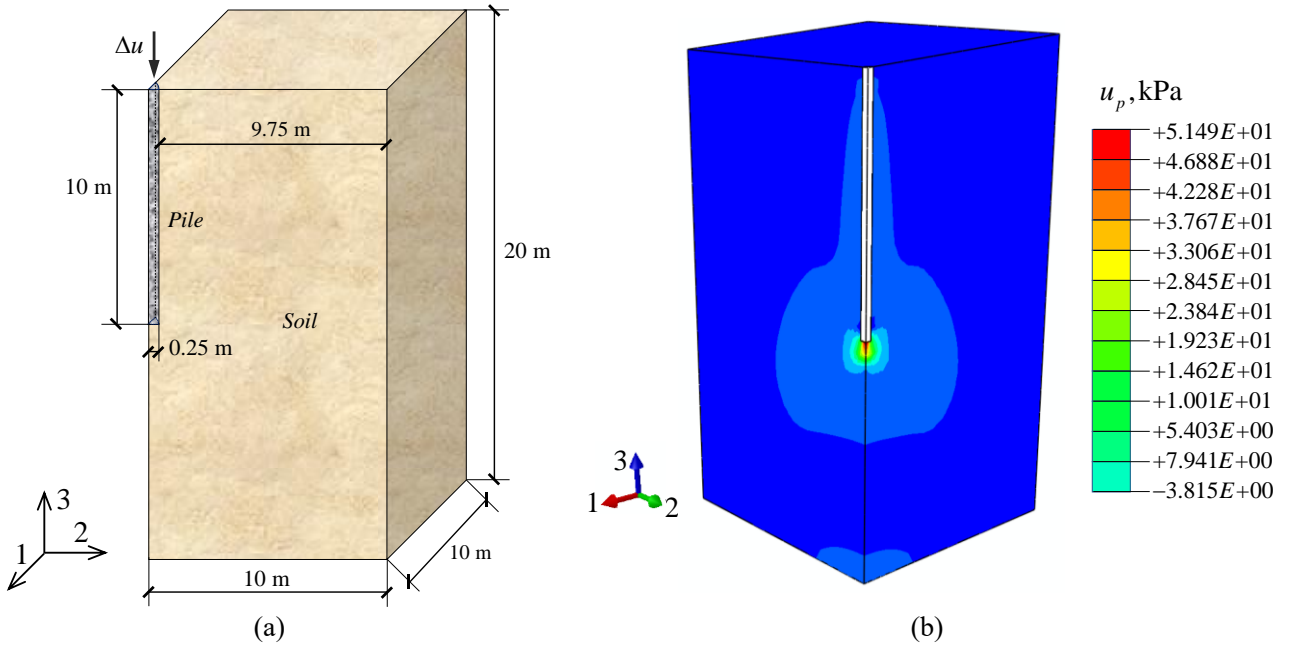 Δu
9.75 m
10 m
Pile
20 m
Soil
0.25 m
3
2
1
10 m
10 m
(a)
u_p, kPa
+5.149E+01
+4.688E+01
+4.228E+01
+3.767E+01
+3.306E+01
+2.845E+01
+2.384E+01
+1.923E+01
+1.462E+01
+1.001E+01
+5.403E+00
+7.941E+00
−3.815E+00
3
1
2
(b)